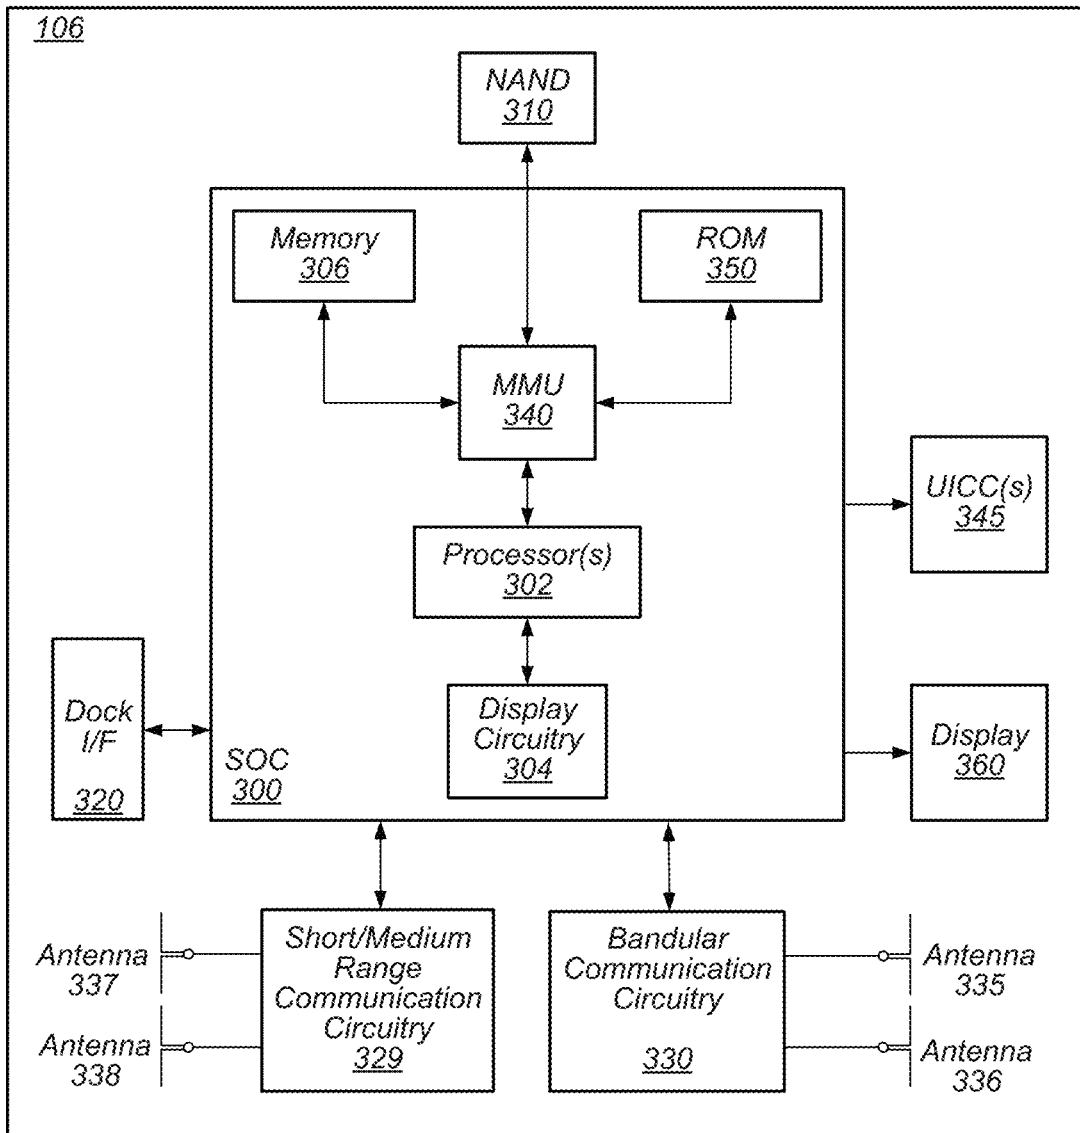 106
NAND
310
Memory
306
ROM
350
MMU
340
UICC(s)
345
Processor(s)
302
Dock
I/F
320
Display
Circuitry
304
SOC
300
Display
360
Short/Medium
Range
Communication
Circuitry
329
Bandular
Communication
Circuitry
330
Antenna
337
Antenna
338
Antenna
335
Antenna
336